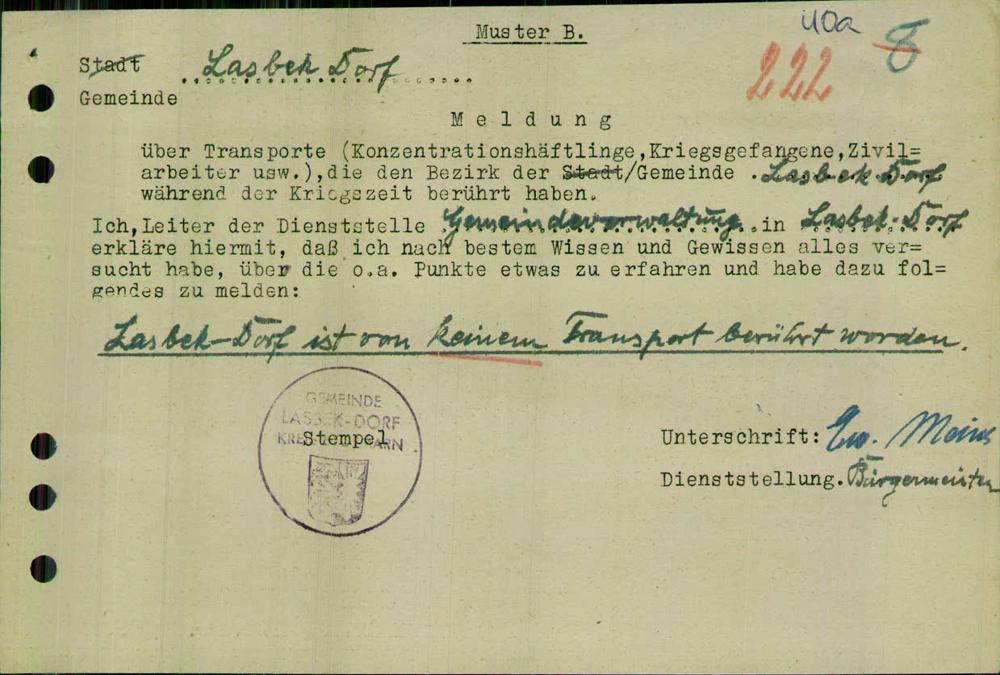 Muster B.
40a
8
222
Stadt Lasbek Dorf
Gemeinde
Meldung
über Transporte (Konzentrationshäftlinge,Kriegsgefangene,Zivil=
arbeiter usw.),die den Bezirk der Stadt/Gemeinde Lasbek-Dorf
während der Kriegszeit berührt haben.
Ich,Leiter der Dienststelle Gemeindeverwaltung in Lasbek-Dorf
erkläre hiermit, daß ich nach bestem Wissen und Gewissen alles ver=
sucht habe, über die o.a. Punkte etwas zu erfahren und habe dazu fol=
gendes zu melden:
Lasbek-Dorf ist von keinem Transport berührt worden.
GEMEINDE
LASBEK-DORF
Stempel
Unterschrift:
Dienststellung. Bürgermeister